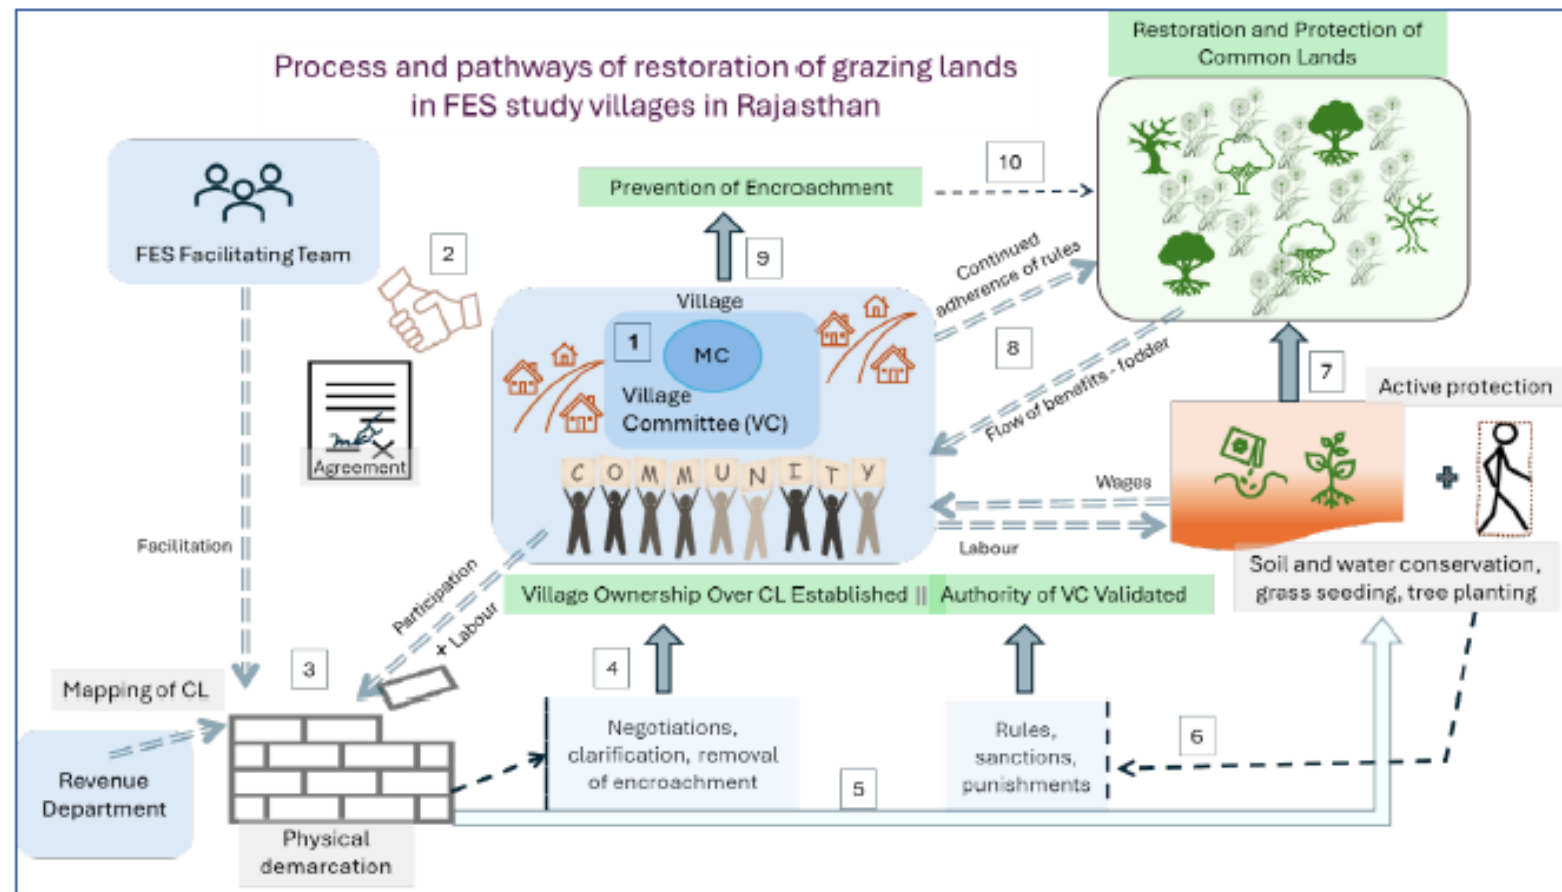 Process and pathways of restoration of grazing lands
in FES study villages in Rajasthan
Restoration and Protection of
Common Lands
FES Facilitating Team
2
Agreement
Facilitation
Prevention of Encroachment
10
9
Village
1
MC
Village
Committee (VC)
COMMUNITY
Continued
adherence of rules
8
Flow of benefits - fodder
7
Active protection
Wages
Labour
Soil and water conservation,
grass seeding, tree planting
Participation
+ Labour
Village Ownership Over CL Established || Authority of VC Validated
3
4
Mapping of CL
Revenue
Department
Physical
demarcation
Negotiations,
clarification, removal
of encroachment
5
Rules,
sanctions,
punishments
6